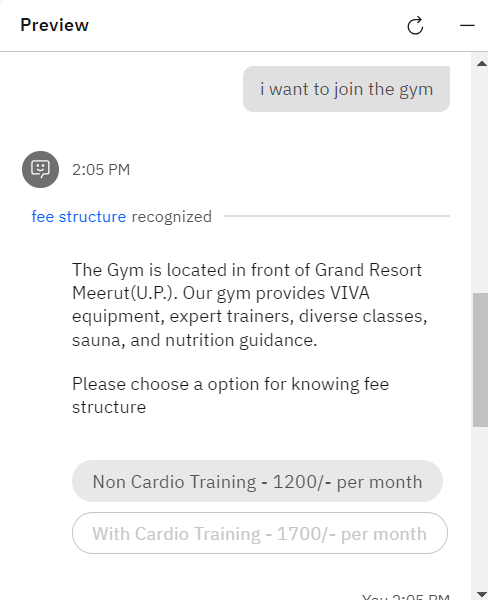 Preview
i want to join the gym
2:05 PM
fee structure recognized
The Gym is located in front of Grand Resort
Meerut(U.P.). Our gym provides VIVA
equipment, expert trainers, diverse classes,
sauna, and nutrition guidance.
Please choose a option for knowing fee
structure
Non Cardio Training - 1200/- per month
With Cardio Training - 1700/- per month
You 2:05 PM